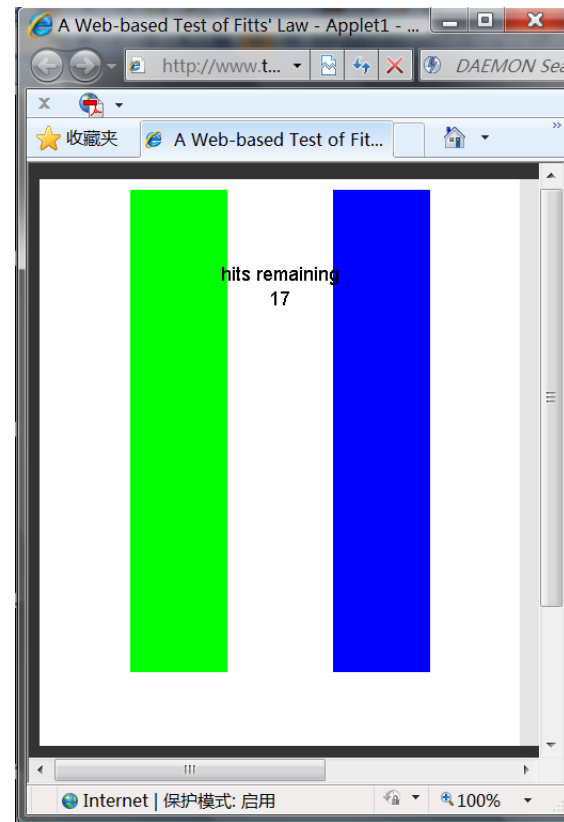 A Web-based Test of Fitts' Law - Applet1 - ...
http://www.t...
DAEMON Sea
x
收藏夹
A Web-based Test of Fit...
»
hits remaining
17
Internet | 保护模式: 启用
100%